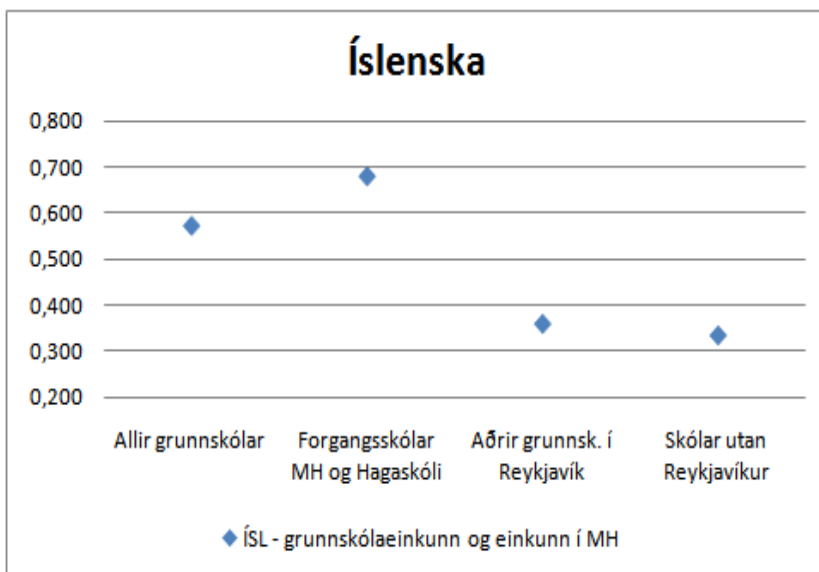 Íslenska
0,800
0,700
0,600
0,500
0,400
0,300
0,200
Allir grunnskólar
Forgangsskólar
MH og Hagaskóli
Aðrir grunnsk. í
Reykjavík
Skólar utan
Reykjavíkur
ÍSL - grunnskólaeinkunn og einkunn í MH